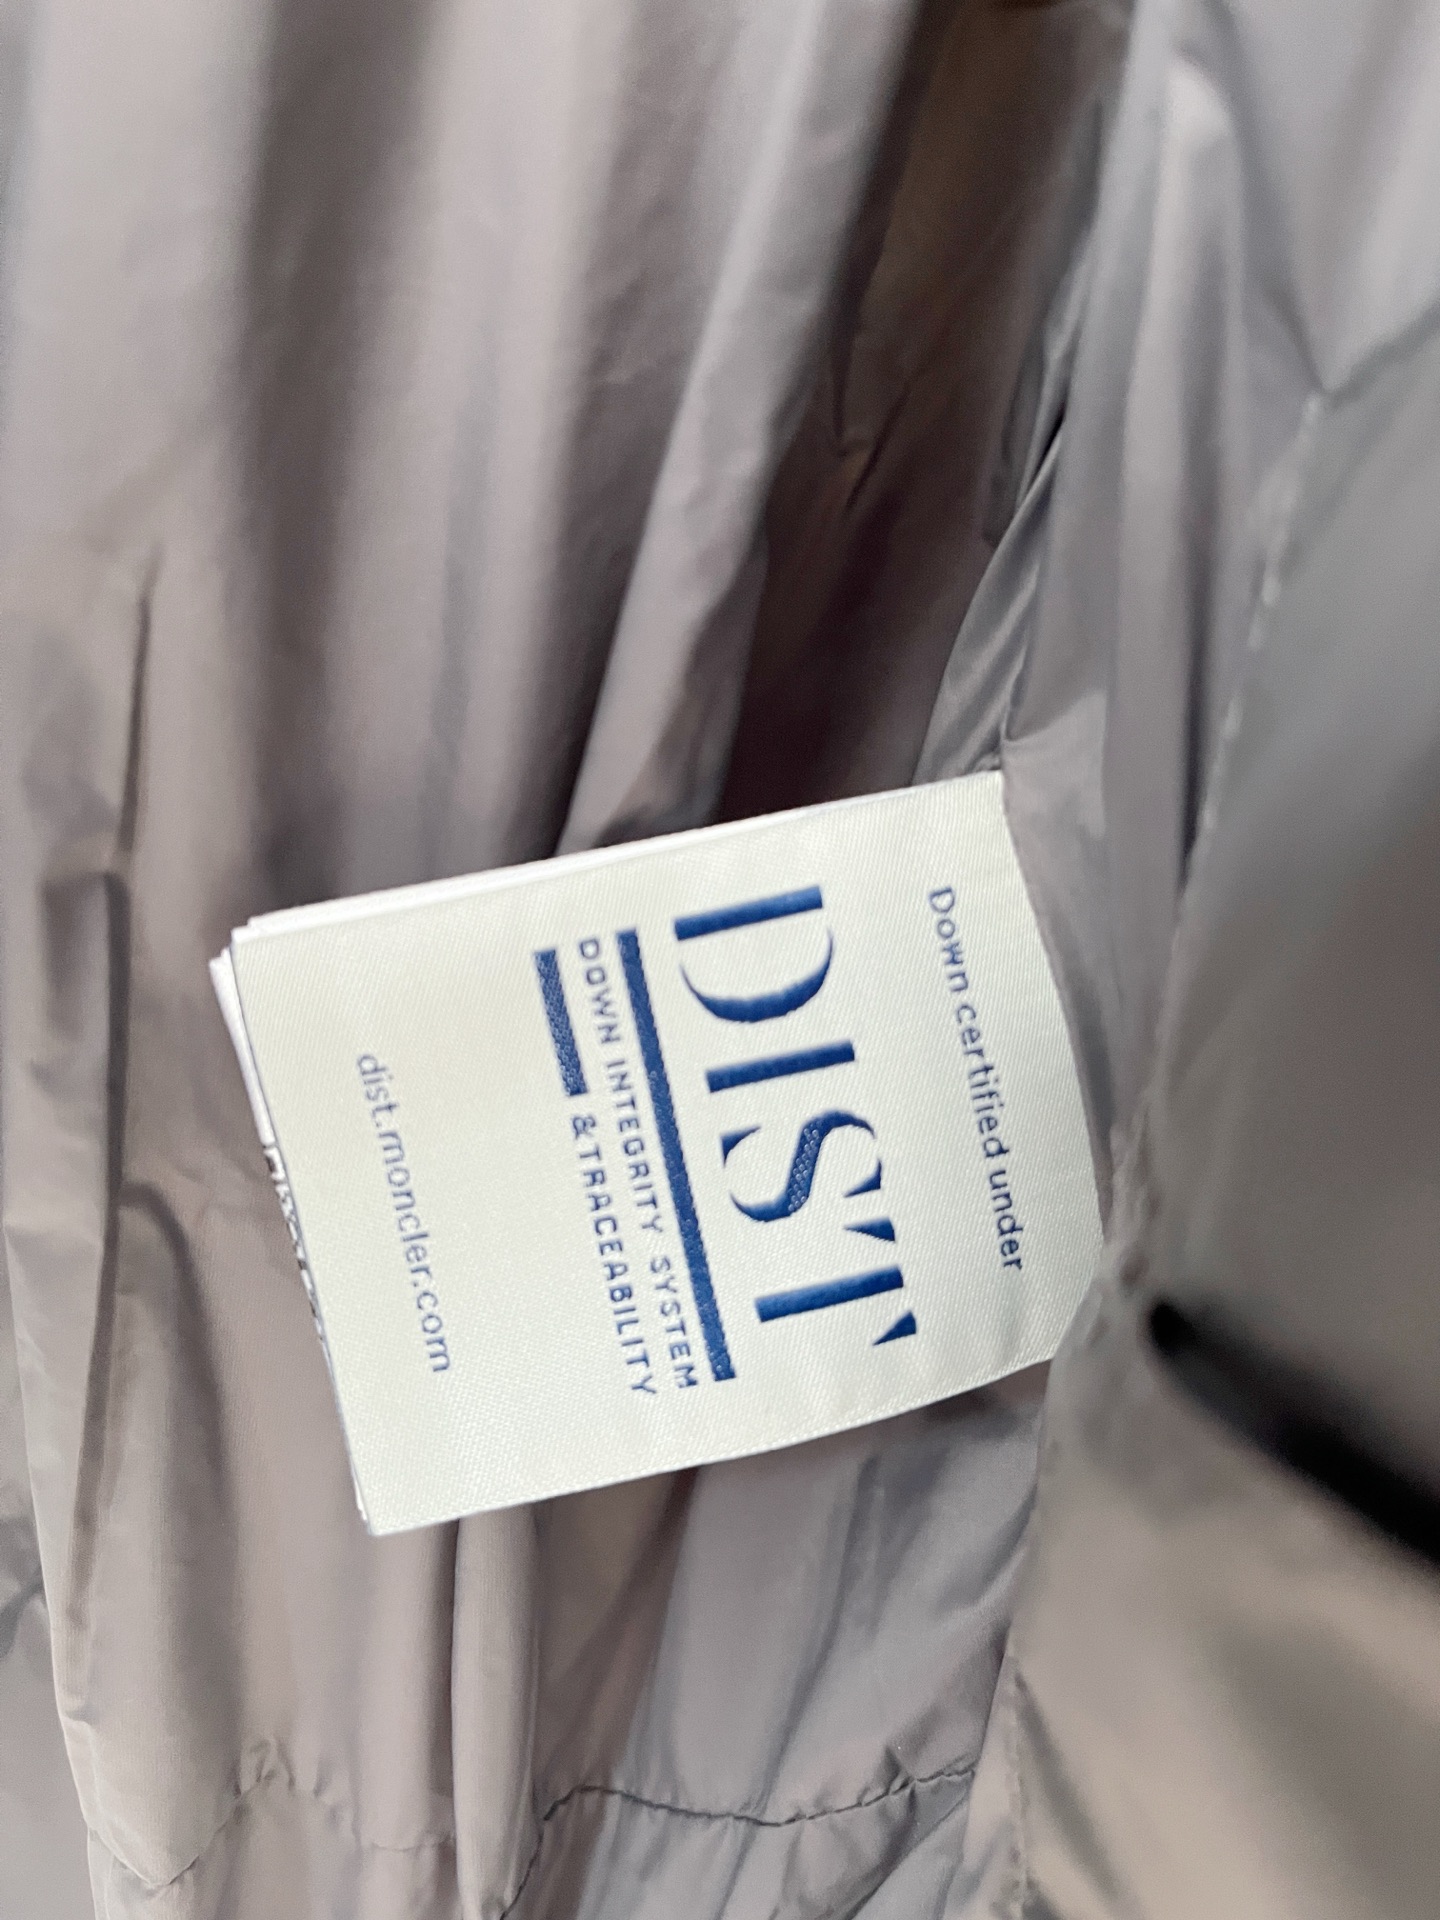 Down certified under
DIST
DOWN INTEGRITY SYSTEM
& TRACEABILITY
dist.moncler.com